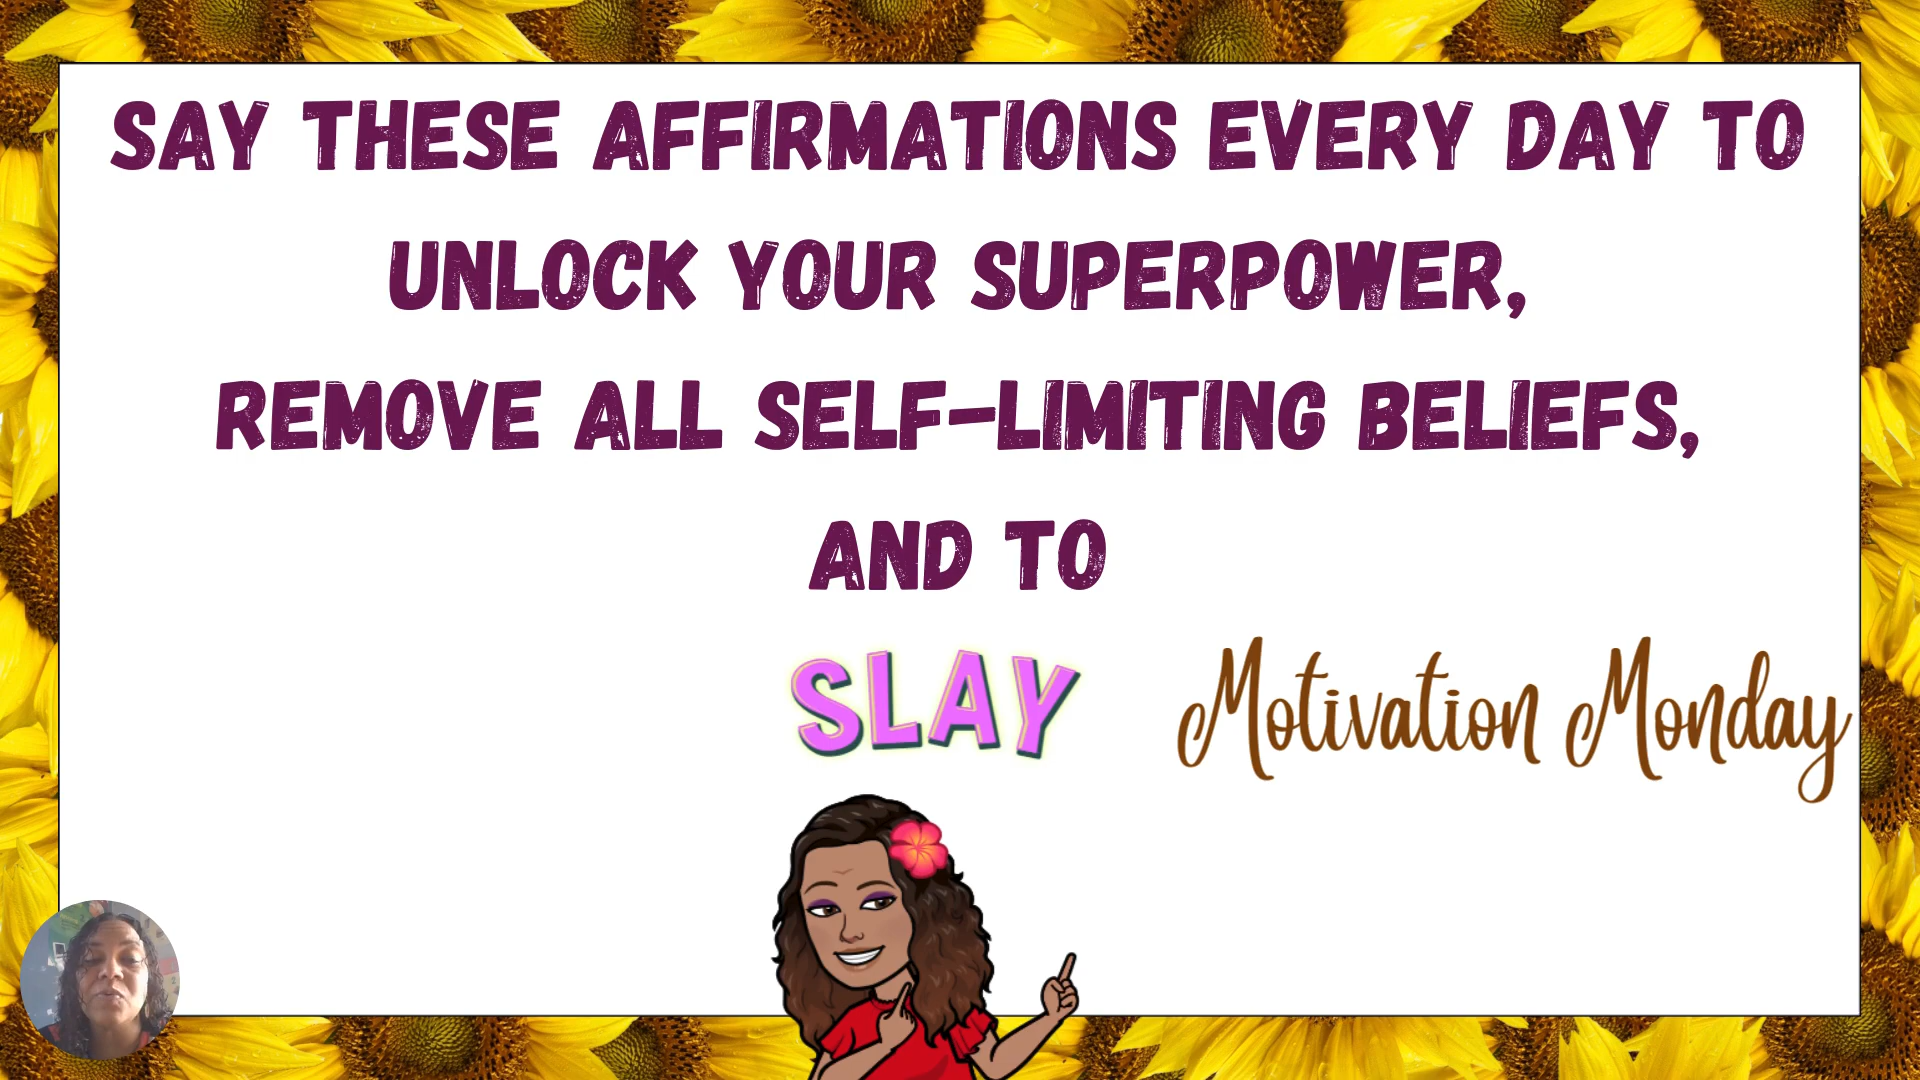 SAY THESE AFFIRMATIONS EVERY DAY TO
UNLOCK YOUR SUPERPOWER,
REMOVE ALL SELF-LIMITING BELIEFS,
AND TO
SLAY
Motivation Monday